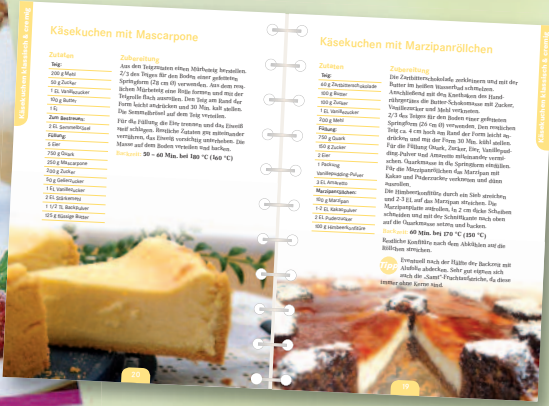 Käsekuchen klassisch & cremig
Käsekuchen mit Mascarpone
Zutaten
Teig:
200 g Mehl
50 g Zucker
1 EL Vanillezucker
100 g Butter
1 Ei
Zum Bestreuen:
2 EL Semmelbrösel
Füllung:
5 Eier
750 g Quark
250 g Mascarpone
200 g Zucker
50 g Gelierzucker
1 EL Vanillezucker
2 EL Stärkemehl
1 1/2 TL Backpulver
125 g flüssige Butter
Zubereitung
Aus den Teigzutaten einen Mürbteig herstellen.
2/3 des Teiges für den Boden einer gefetteten
Springform (26 cm Ø) verwenden. Aus dem rest-
lichen Mürbteig eine Rolle formen und mit der
Teigrolle flach ausrollen. Den Teig am Rand der
Form leicht andrücken und 30 Min. kalt stellen.
Die Semmelbrösel auf dem Teig verteilen.
Für die Füllung die Eier trennen und das Eiweiß
steif schlagen. Restliche Zutaten gut miteinander
verrühren, das Eiweiß vorsichtig unterheben. Die
Masse auf dem Boden verteilen und backen.
Backzeit: 50 – 60 Min. bei 180 °C (160 °C)
20
Käsekuchen mit Marzipanröllchen
Zutaten
Teig:
60 g Zartbitterschokolade
100 g Butter
100 g Zucker
1 EL Vanillezucker
200 g Mehl
Füllung:
750 g Quark
150 g Zucker
3 Eier
1 Packung
Vanillepudding-Pulver
3 EL Amaretto
Marzipanröllchen:
100 g Marzipan
1-2 EL Kakaopulver
2 EL Puderzucker
100 g Himbeerkonfitüre
Zubereitung
Die Zartbitterschokolade zerkleinern und mit der
Butter im heißen Wasserbad schmelzen.
Anschließend mit den Knethaken des Hand-
rührgerätes die Butter-Schokomasse mit Zucker,
Vanillezucker und Mehl verkneten.
2/3 des Teiges für den Boden einer gefetteten
Springform (26 cm Ø) verwenden. Den restlichen
Teig ca. 4 cm hoch am Rand der Form leicht an-
drücken und mit der Form 30 Min. kühl stellen.
Für die Füllung Quark, Zucker, Eier, Vanillepud-
ding-Pulver und Amaretto miteinander vermi-
schen. Quarkmasse in die Springform einfüllen.
Für die Marzipanröllchen das Marzipan mit
Kakao und Puderzucker verkneten und dünn
ausrollen.
Die Himbeerkonfitüre durch ein Sieb streichen
und 2-3 EL auf das Marzipan streichen. Die
Marzipanplatte aufrollen, in 2 cm dicke Scheiben
schneiden und mit der Schnittkante nach oben
auf die Quarkmasse setzen und backen.
Backzeit: 60 Min. bei 170 °C (150 °C)
Restliche Konfitüre nach dem Abkühlen auf die
Röllchen streichen.
Tipp
Eventuell nach der Hälfte der Backzeit mit
Alufolie abdecken. Sehr gut eignen sich
auch die „Samt“-Fruchtaufstriche, da diese
immer ohne Kerne sind.
Käsekuchen klassisch & cremig